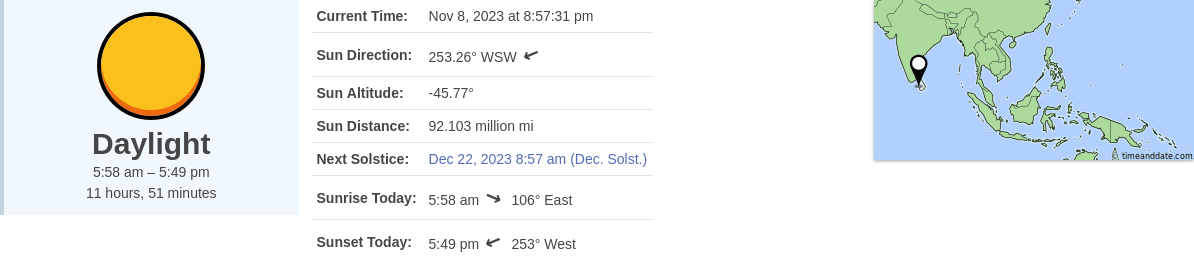 Daylight
5:58 am – 5:49 pm
11 hours, 51 minutes
Current Time: Nov 8, 2023 at 8:57:31 pm
Sun Direction: 253.26° WSW
Sun Altitude: -45.77°
Sun Distance: 92.103 million mi
Next Solstice: Dec 22, 2023 8:57 am (Dec. Solst.)
Sunrise Today: 5:58 am 106° East
Sunset Today: 5:49 pm 253° West
© timeanddate.com